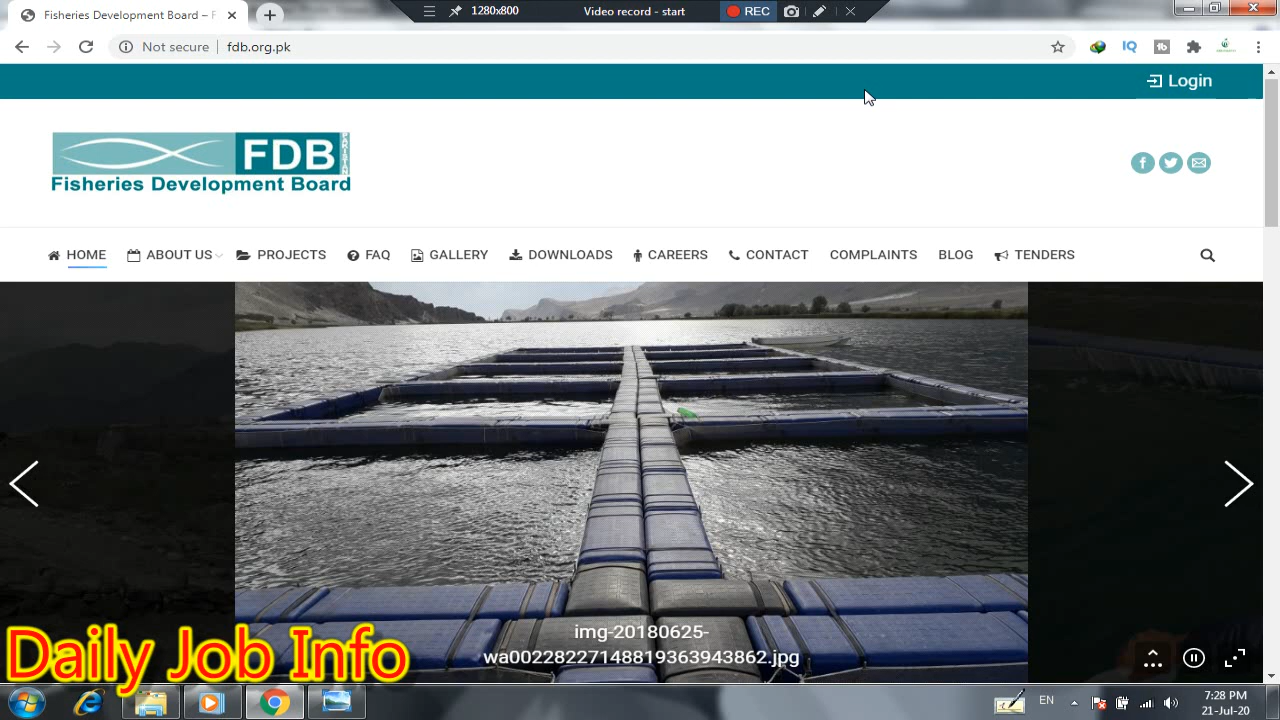 Fisheries Development Board – F
1280x800
Video record - start
REC
Not secure
fdb.org.pk
IQ
Login
FDB
PAKISTAN
Fisheries Development Board
HOME ABOUT US PROJECTS FAQ GALLERY DOWNLOADS CAREERS CONTACT COMPLAINTS BLOG TENDERS
img-20180625-
wa00228227148819363943862.jpg
Daily Job Info
EN
7:28 PM
21-Jul-20